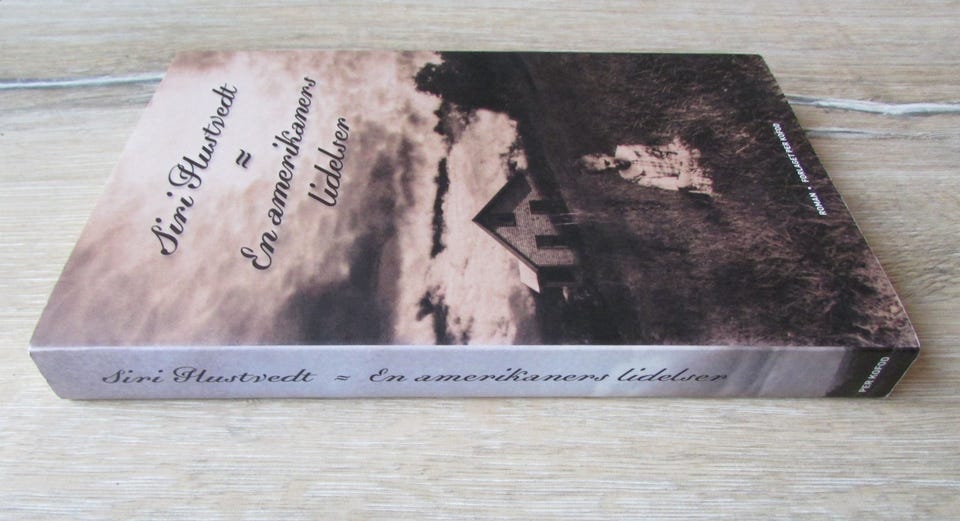 Siri Hustvedt
≈
En amerikaners
lidelser
ROMAN • FORLAGET PER KOFOD
Siri Hustvedt ≈ En amerikaners lidelser
PER KOFOD